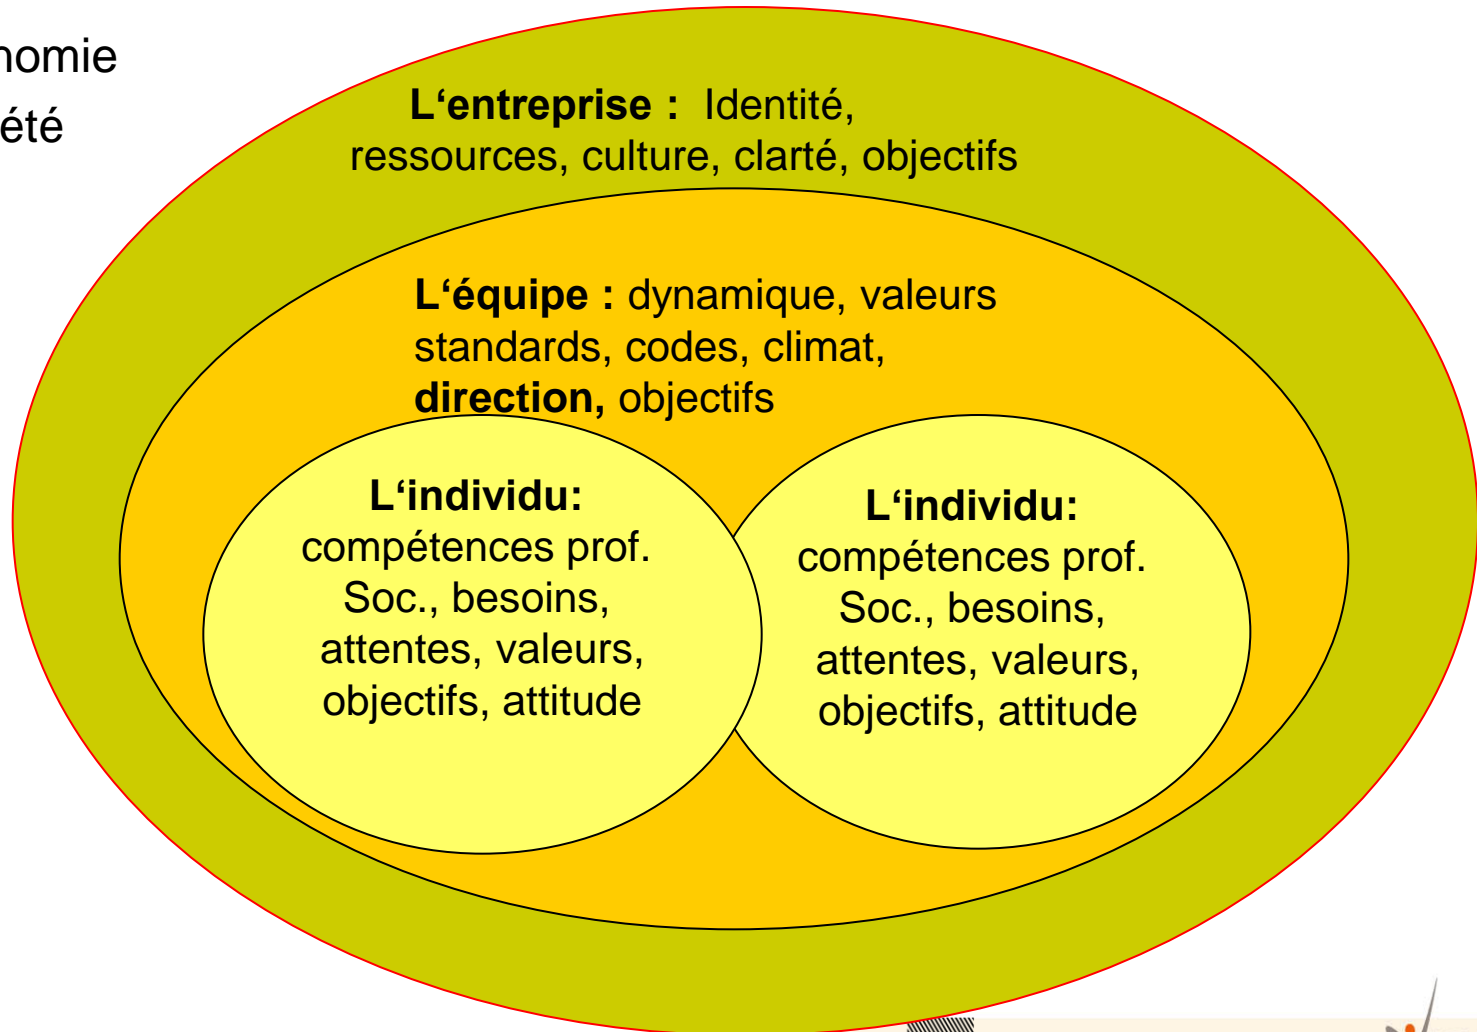 nomie
été
L‘entreprise : Identité,
ressources, culture, clarté, objectifs
L‘équipe : dynamique, valeurs
standards, codes, climat,
direction, objectifs
L‘individu:
compétences prof.
Soc., besoins,
attentes, valeurs,
objectifs, attitude
L‘individu:
compétences prof.
Soc., besoins,
attentes, valeurs,
objectifs, attitude